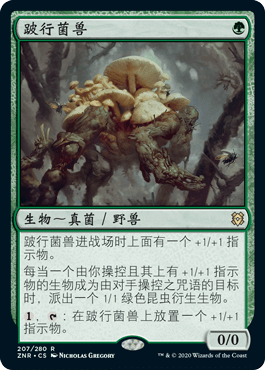 跛行菌兽
生物～真菌／野兽
跛行菌兽进战场时上面有一个+1/+1指
示物。
每当一个由你操控且其上有+1/+1指示
物的生物成为由对手操控之咒语的目标
时，派出一个1/1绿色昆虫衍生生物。
1，：在跛行菌兽上放置一个+1/+1
指示物。
0/0
207/280 R
ZNR • CS NICHOLAS GREGORY
™ & © 2020 Wizards of the Coast